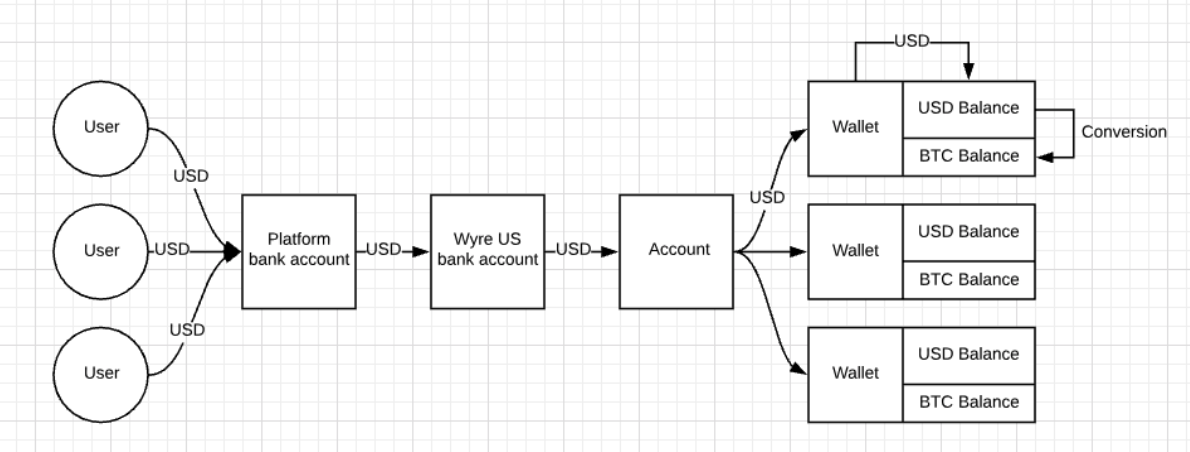 USD
User
USD
Wallet
USD Balance
BTC Balance
Conversion
USD
User
USD
Platform
bank account
USD
Wyre US
bank account
USD
Account
Wallet
USD Balance
BTC Balance
USD
User
Wallet
USD Balance
BTC Balance